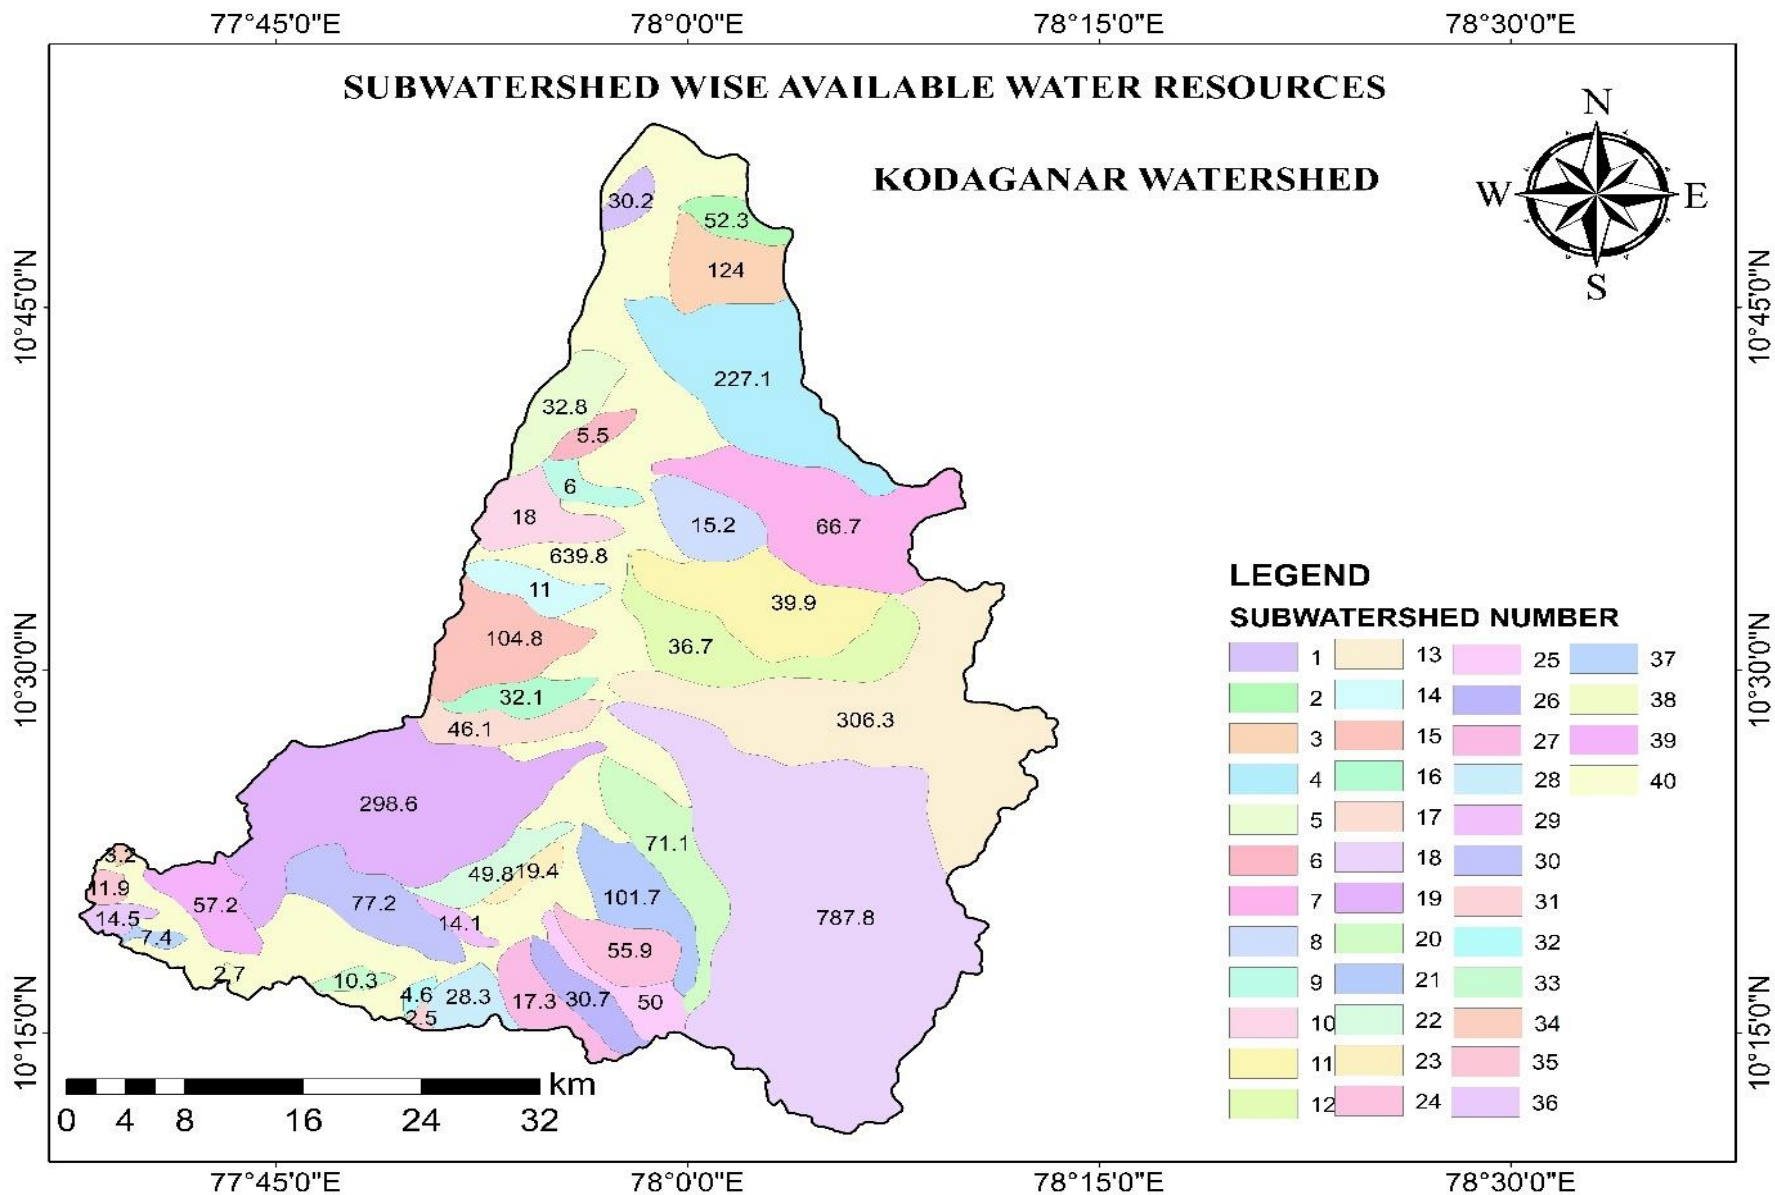 77°45'0"E 78°0'0"E 78°15'0"E 78°30'0"E
SUBWATERSHED WISE AVAILABLE WATER RESOURCES
KODAGANAR WATERSHED
N
W E
S
10°45'0"N 10°45'0"N
10°30'0"N 10°30'0"N
10°15'0"N 10°15'0"N
30.2
52.3
124
227.1
32.8
5.5
6
18
15.2
66.7
639.8
11
39.9
104.8
36.7
32.1
46.1
306.3
298.6
71.1
3.2
49.8
19.4
11.9
57.2
77.2
101.7
787.8
14.5
14.1
7.4
55.9
2.7
10.3
4.6
28.3
17.3
30.7
50
2.5
LEGEND
SUBWATERSHED NUMBER
1 13 25 37
2 14 26 38
3 15 27 39
4 16 28 40
5 17 29
6 18 30
7 19 31
8 20 32
9 21 33
10 22 34
11 23 35
12 24 36
km
0 4 8 16 24 32
77°45'0"E 78°0'0"E 78°15'0"E 78°30'0"E